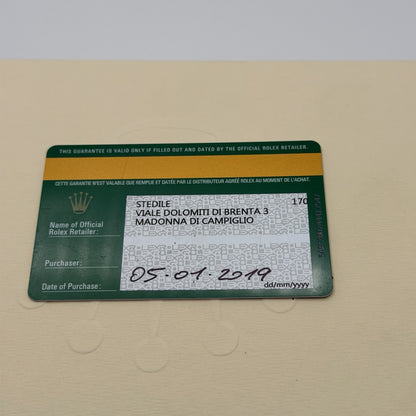 THIS GUARANTEE IS VALID ONLY IF FILLED OUT AND DATED BY THE OFFICIAL ROLEX RETAILER.
CETTE GARANTIE N'EST VALABLE QUE REMPLIE ET DATÉE PAR LE DISTRIBUTEUR AGRÉÉ ROLEX AU MOMENT DE L'ACHAT.
STEDILE 170
VIALE DOLOMITI DI BRENTA 3
MADONNA DI CAMPIGLIO
Name of Official
Rolex Retailer:
Purchaser:
Date of Purchase: 05.01.2019
dd/mm/yyyy